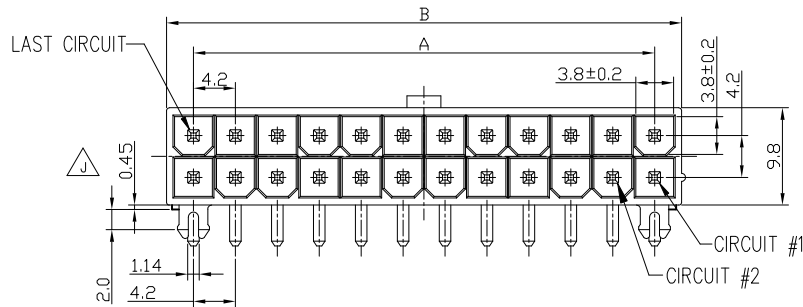 B
LAST CIRCUIT
A
4.2
3.8±0.2
3.8±0.2
4.2
9.8
J
0.45
2.0
1.14
4.2
CIRCUIT #1
CIRCUIT #2